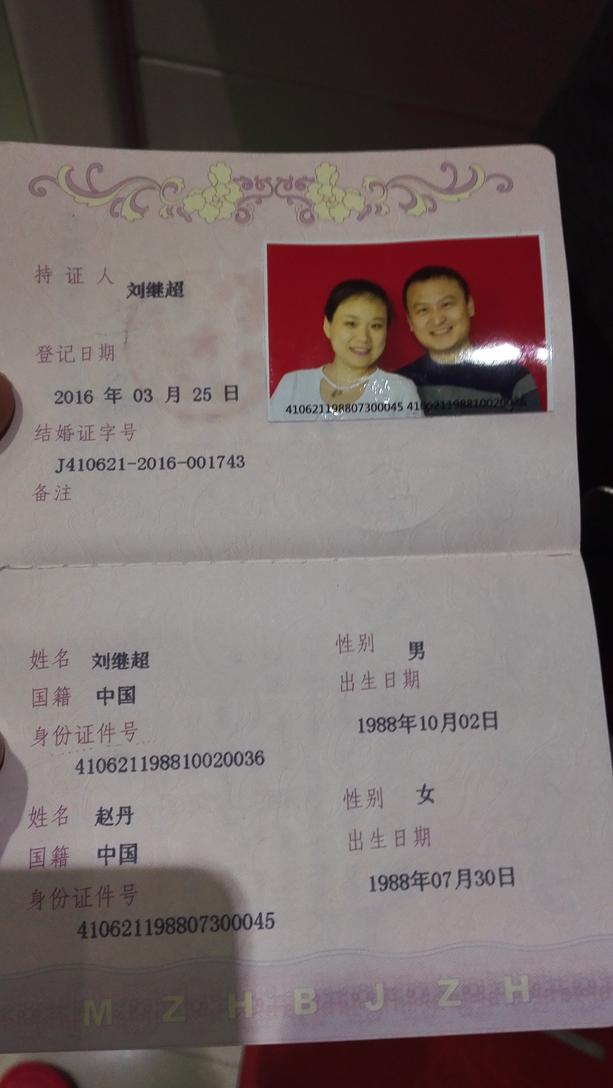 持证人 刘继超
登记日期
2016 年 03 月 25 日
结婚证字号
J410621-2016-001743
备注
410621198807300045 410621198810020036
姓名 刘继超 性别 男
国籍 中国 出生日期
身份证件号 1988年10月02日
410621198810020036
姓名 赵丹 性别 女
国籍 中国 出生日期
身份证件号 1988年07月30日
410621198807300045
M Z H B J Z H